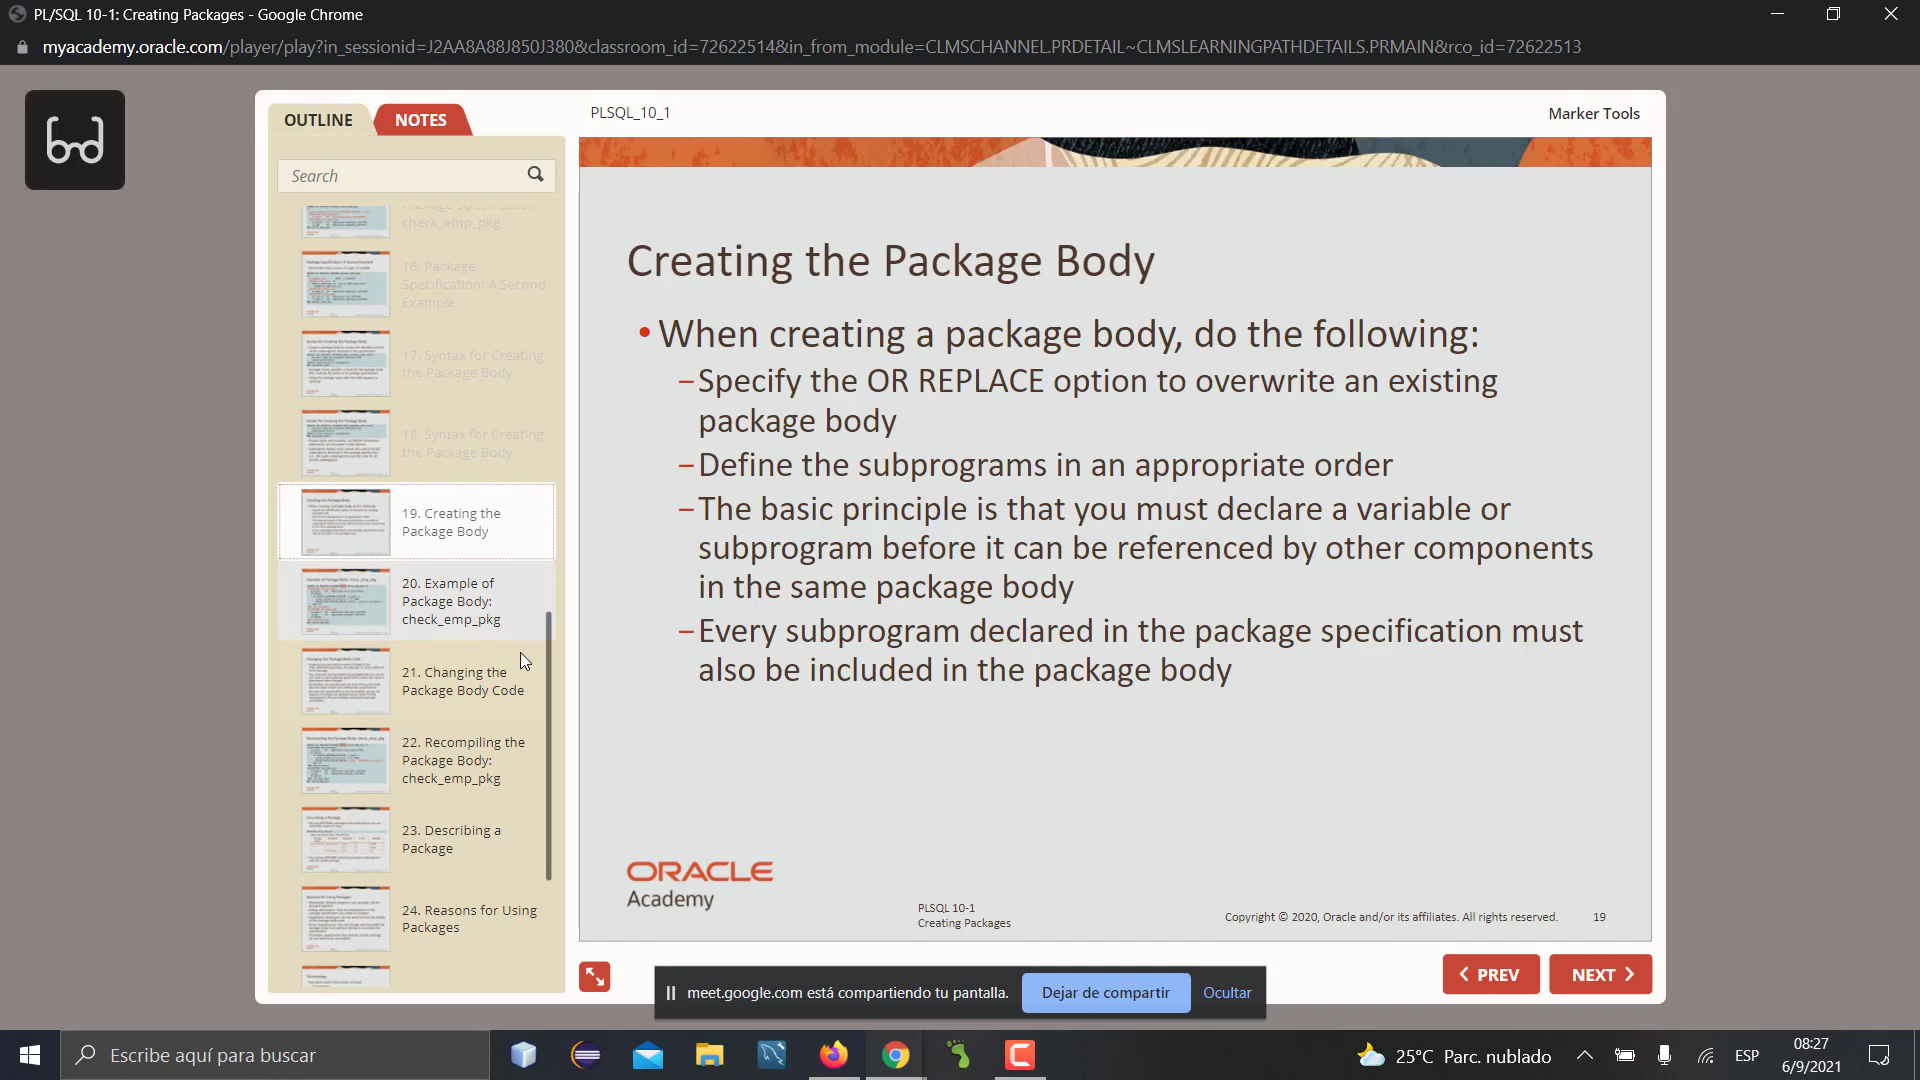 PL/SQL 10-1: Creating Packages - Google Chrome
myacademy.oracle.com/player/play?in_sessionid=J2AA8A88J850J380&classroom_id=72622514&in_from_module=CLMSCHANNEL.PRDETAIL~CLMSLEARNINGPATHDETAILS.PRMAIN&rco_id=72622513
OUTLINE
NOTES
PLSQL_10_1
Marker Tools
Search
Package Specification:
check_emp_pkg
16. Package
Specification: A Second
Example
17. Syntax for Creating
the Package Body
18. Syntax for Creating
the Package Body
19. Creating the
Package Body
20. Example of
Package Body:
check_emp_pkg
21. Changing the
Package Body Code
22. Recompiling the
Package Body:
check_emp_pkg
23. Describing a
Package
24. Reasons for Using
Packages
Creating the Package Body
• When creating a package body, do the following:
–Specify the OR REPLACE option to overwrite an existing
package body
–Define the subprograms in an appropriate order
–The basic principle is that you must declare a variable or
subprogram before it can be referenced by other components
in the same package body
–Every subprogram declared in the package specification must
also be included in the package body
ORACLE
Academy
PLSQL 10-1
Creating Packages
Copyright © 2020, Oracle and/or its affiliates. All rights reserved.
19
PREV
NEXT
meet.google.com está compartiendo tu pantalla.
Dejar de compartir
Ocultar
Escribe aquí para buscar
25°C Parc. nublado
ESP
08:27
6/9/2021